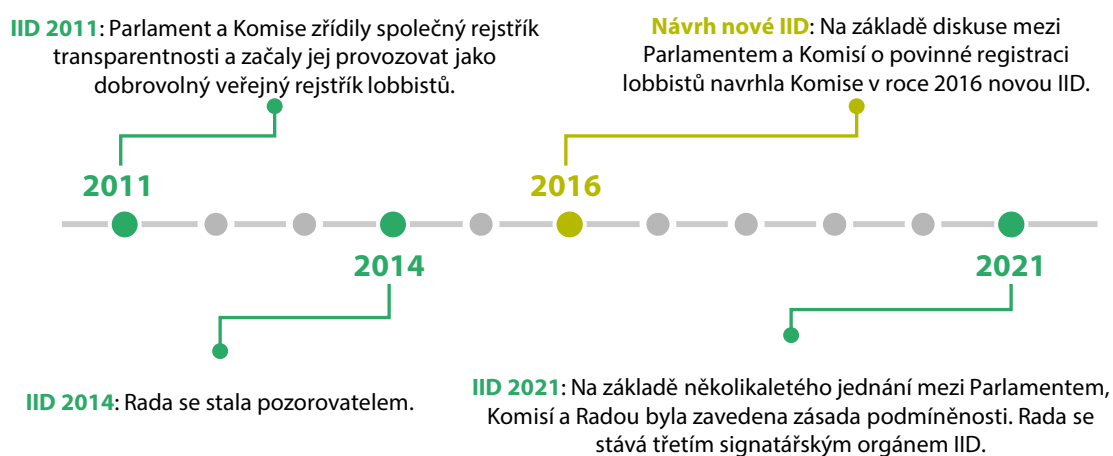 IID 2011: Parlament a Komise zřídily společný rejstřík
transparentnosti a začaly jej provozovat jako
dobrovolný veřejný rejstřík lobbistů.
Návrh nové IID: Na základě diskuse mezi
Parlamentem a Komisí o povinné registraci
lobbistů navrhla Komise v roce 2016 novou IID.
2011
2016
2014
2021
IID 2014: Rada se stala pozorovatelem.
IID 2021: Na základě několikaletého jednání mezi Parlamentem,
Komisí a Radou byla zavedena zásada podmíněnosti. Rada se
stává třetím signatářským orgánem IID.